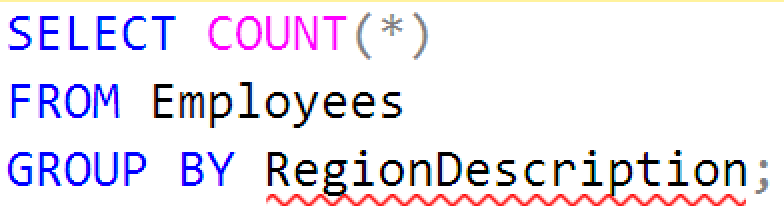 SELECT COUNT(*)
FROM Employees
GROUP BY RegionDescription;